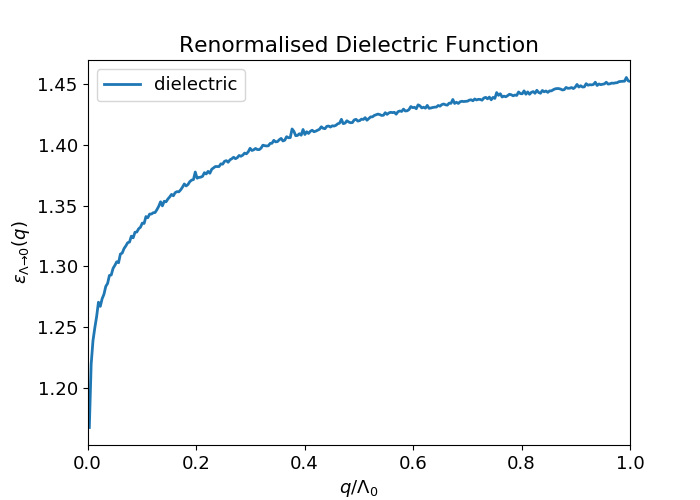 Renormalised Dielectric Function
dielectric
1.45
1.40
1.35
1.30
1.25
1.20
ε_{Λ→0}(q)
0.0 0.2 0.4 0.6 0.8 1.0
q/Λ₀